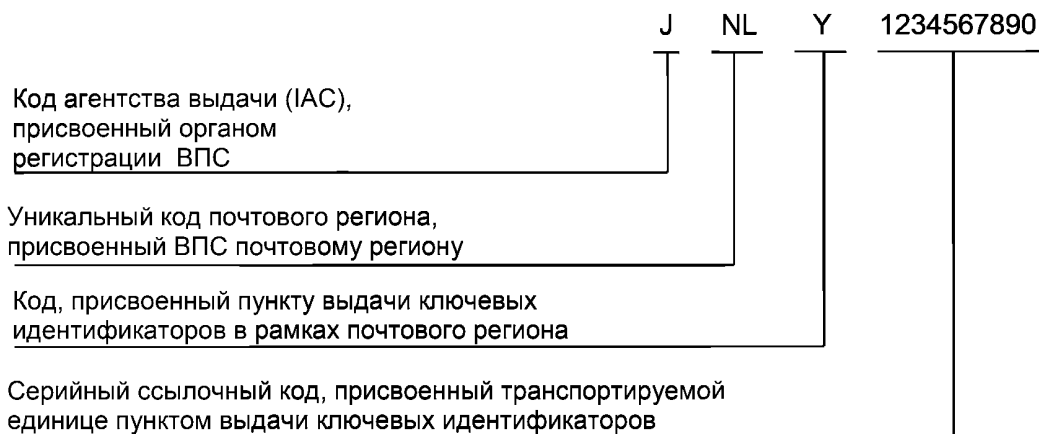 J NL Y 1234567890
Код агентства выдачи (IAC),
присвоенный органом
регистрации ВПС
Уникальный код почтового региона,
присвоенный ВПС почтовому региону
Код, присвоенный пункту выдачи ключевых
идентификаторов в рамках почтового региона
Серийный ссылочный код, присвоенный транспортируемой
единице пунктом выдачи ключевых идентификаторов